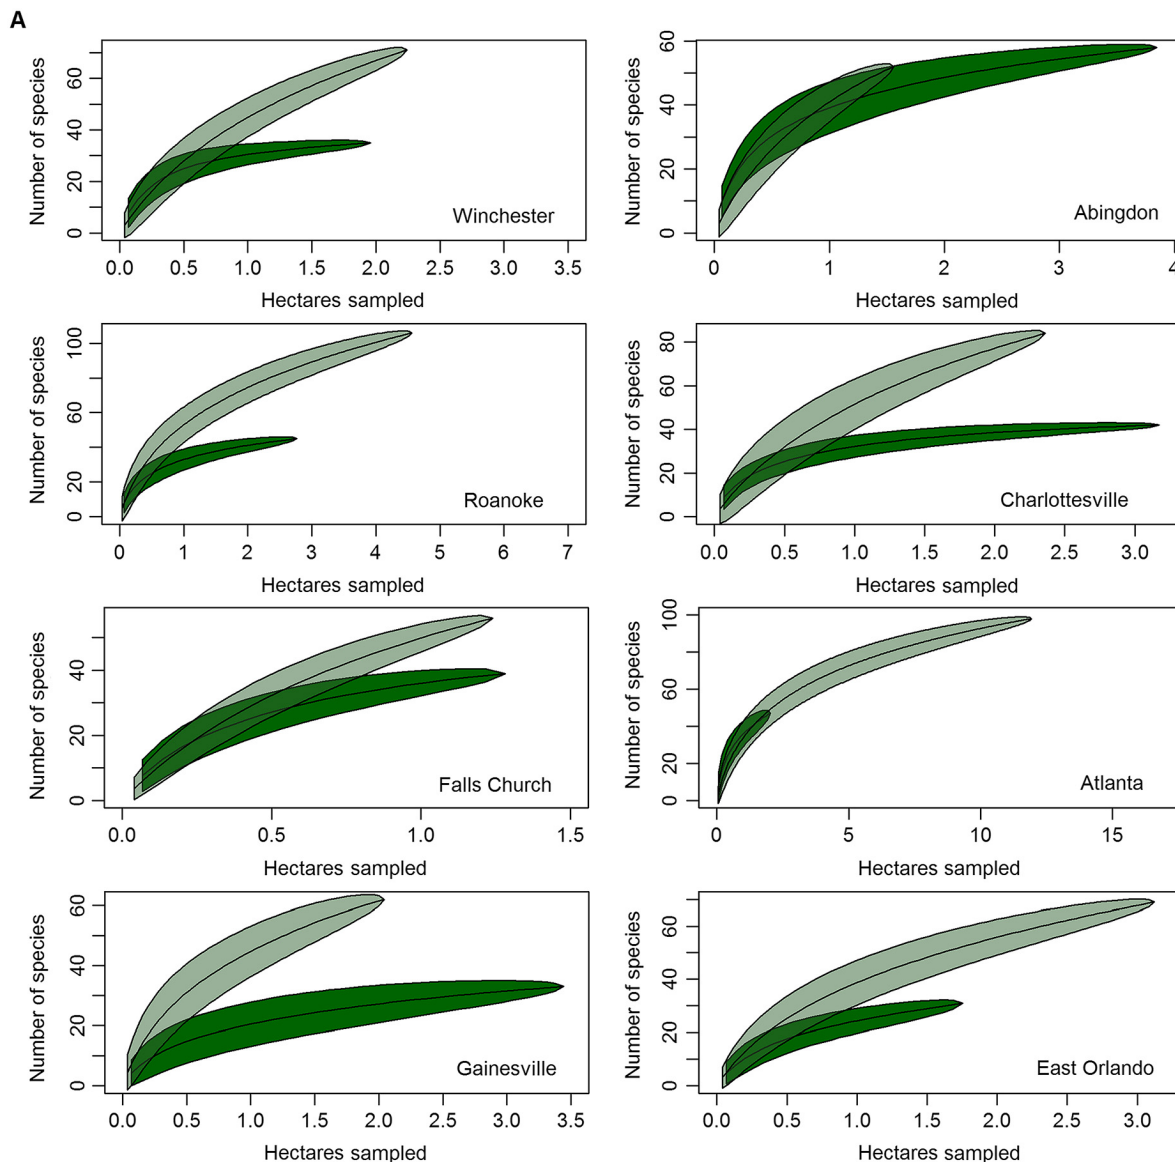 A
Number of species
0
20
40
60
Winchester
0.0 0.5 1.0 1.5 2.0 2.5 3.0 3.5
Hectares sampled
Number of species
0
20
40
60
Abingdon
0 1 2 3 4
Hectares sampled
Number of species
0
20
60
100
Roanoke
0 1 2 3 4 5 6 7
Hectares sampled
Number of species
0
20
40
60
80
Charlottesville
0.0 0.5 1.0 1.5 2.0 2.5 3.0
Hectares sampled
Number of species
0
20
40
Falls Church
0.0 0.5 1.0 1.5
Hectares sampled
Number of species
0
20
60
100
Atlanta
0 5 10 15
Hectares sampled
Number of species
0
20
40
60
Gainesville
0.0 0.5 1.0 1.5 2.0 2.5 3.0 3.5
Hectares sampled
Number of species
0
20
40
60
East Orlando
0.0 0.5 1.0 1.5 2.0 2.5 3.0
Hectares sampled